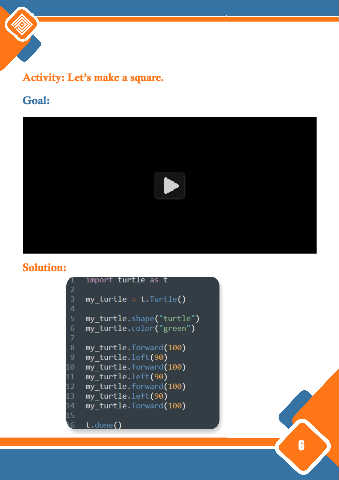 Activity: Let's make a square.
Goal:
Solution:
1 import turtle as t
2
3 my_turtle = t.Turtle()
4
5 my_turtle.shape("turtle")
6 my_turtle.color("green")
7
8 my_turtle.forward(100)
9 my_turtle.left(90)
10 my_turtle.forward(100)
11 my_turtle.left(90)
12 my_turtle.forward(100)
13 my_turtle.left(90)
14 my_turtle.forward(100)
15
16 t.done()
6